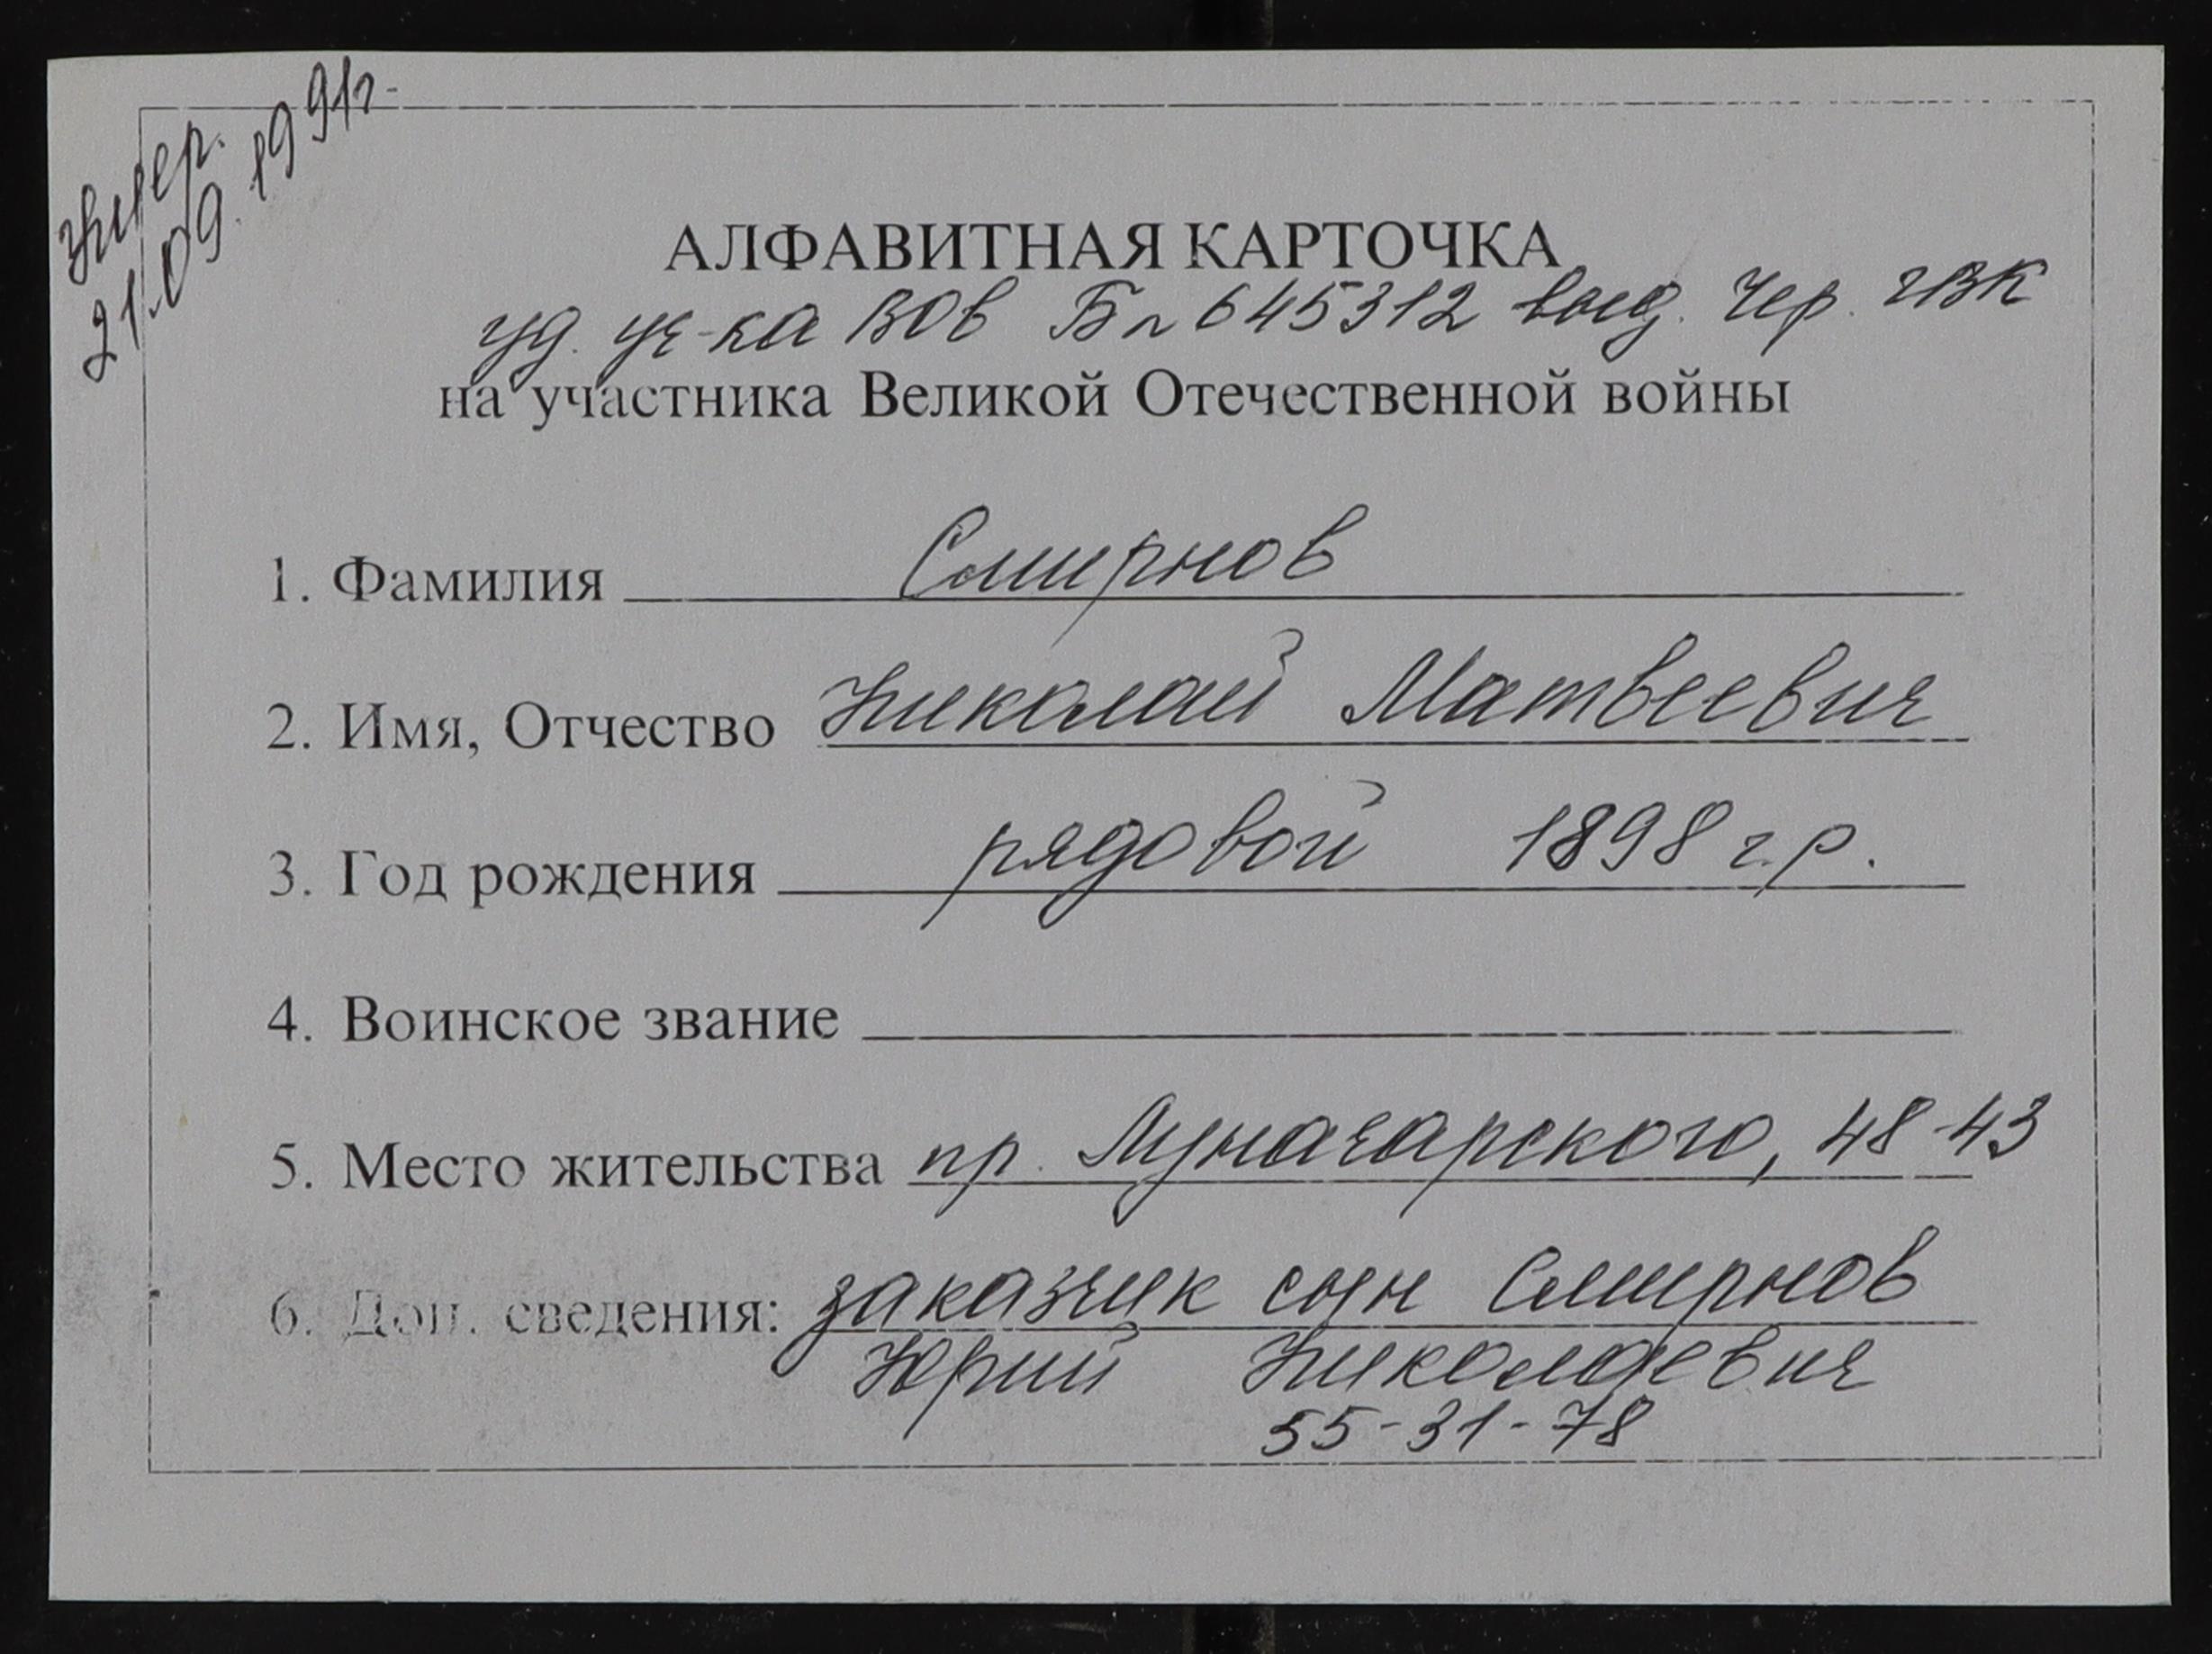 умер.
21.09.1991г.
АЛФАВИТНАЯ КАРТОЧКА
уд. уч-ка ВОв Бл 645312 выд. Чер. ГВК
на участника Великой Отечественной войны
1. Фамилия Смирнов
2. Имя, Отчество Николай Матвеевич
3. Год рождения рядовой 1898 г.р.
4. Воинское звание
5. Место жительства пр. Луначарского, 48-43
6. Доп. сведения: заказчик сын Смирнов
Юрий Николаевич
55-31-78